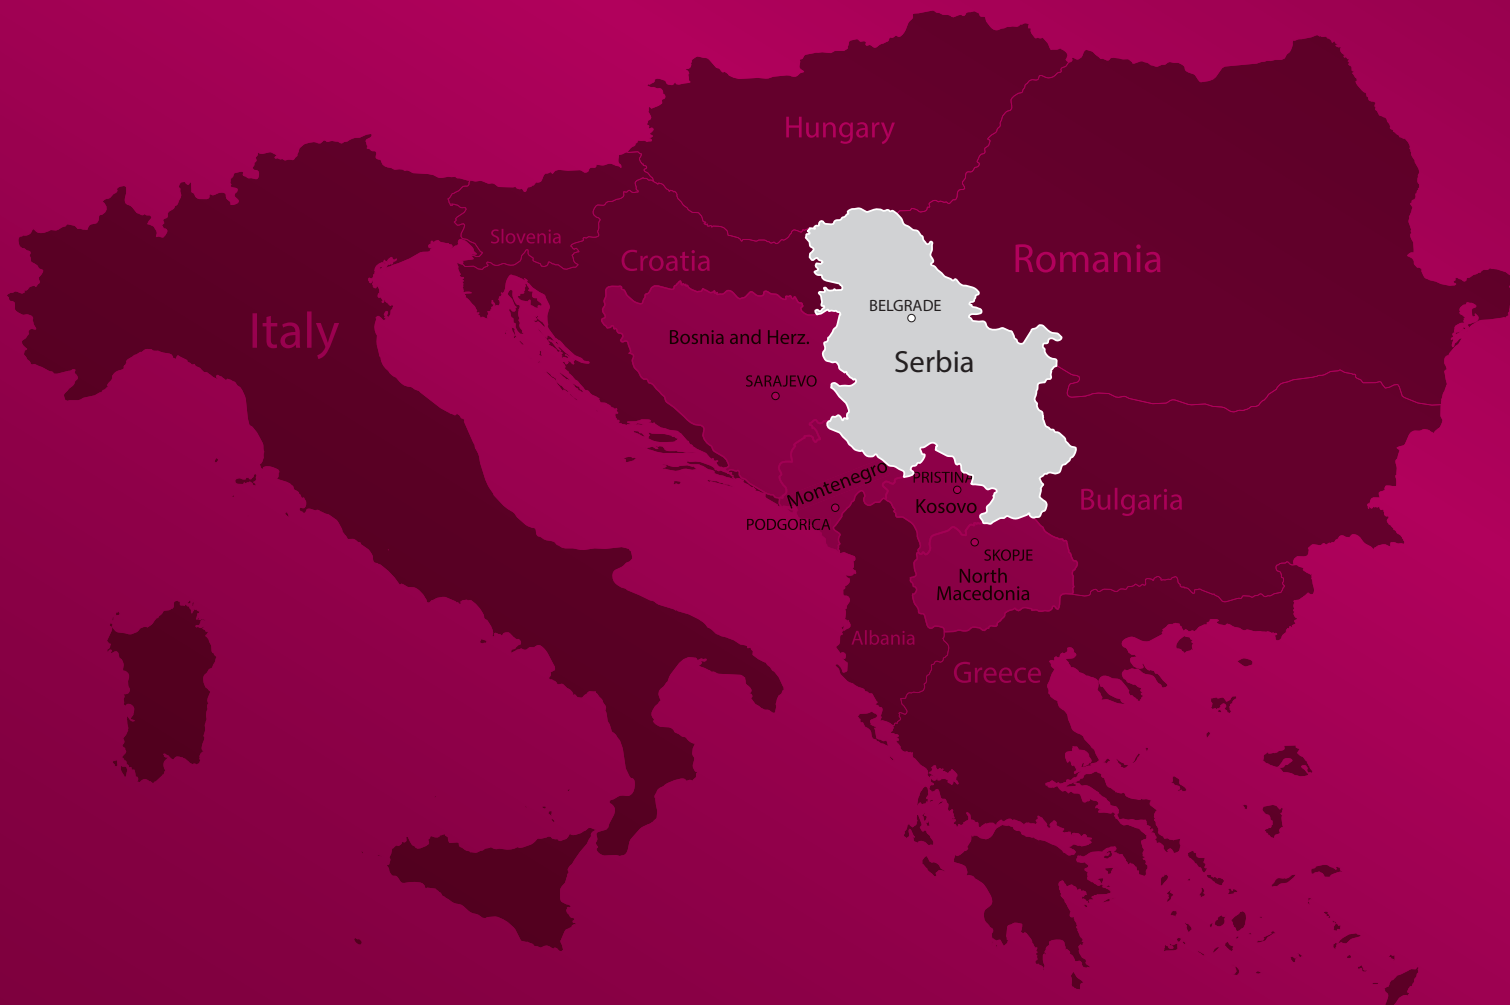 Hungary
Slovenia
Croatia
Romania
Italy
BELGRADE
Bosnia and Herz.
Serbia
SARAJEVO
Montenegro
PRISTINA
Kosovo
Bulgaria
PODGORICA
SKOPJE
North
Macedonia
Albania
Greece